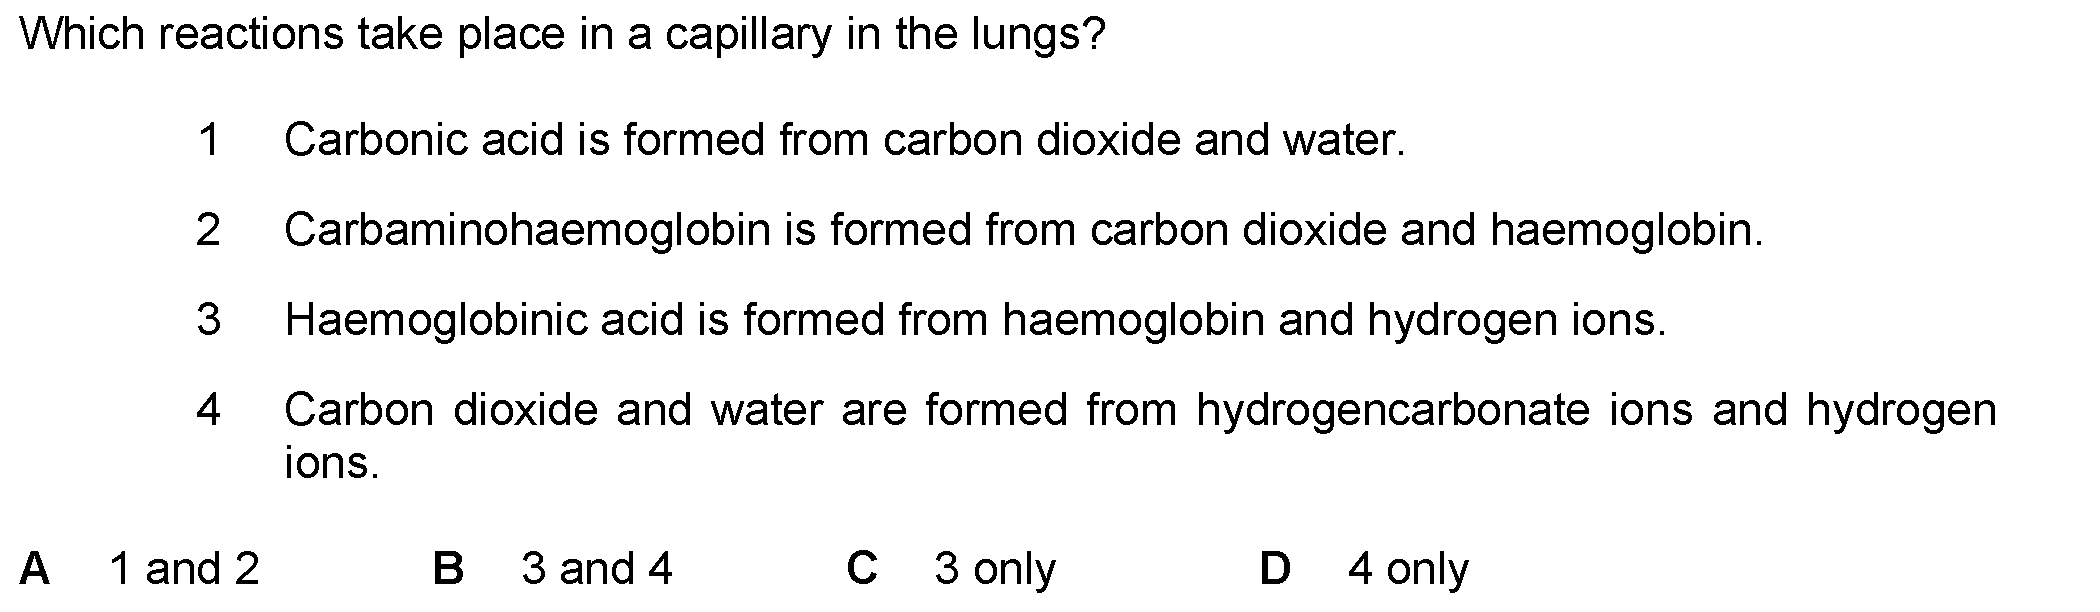 Which reactions take place in a capillary in the lungs?
1 Carbonic acid is formed from carbon dioxide and water.
2 Carbaminohaemoglobin is formed from carbon dioxide and haemoglobin.
3 Haemoglobinic acid is formed from haemoglobin and hydrogen ions.
4 Carbon dioxide and water are formed from hydrogencarbonate ions and hydrogen
ions.
A 1 and 2 B 3 and 4 C 3 only D 4 only